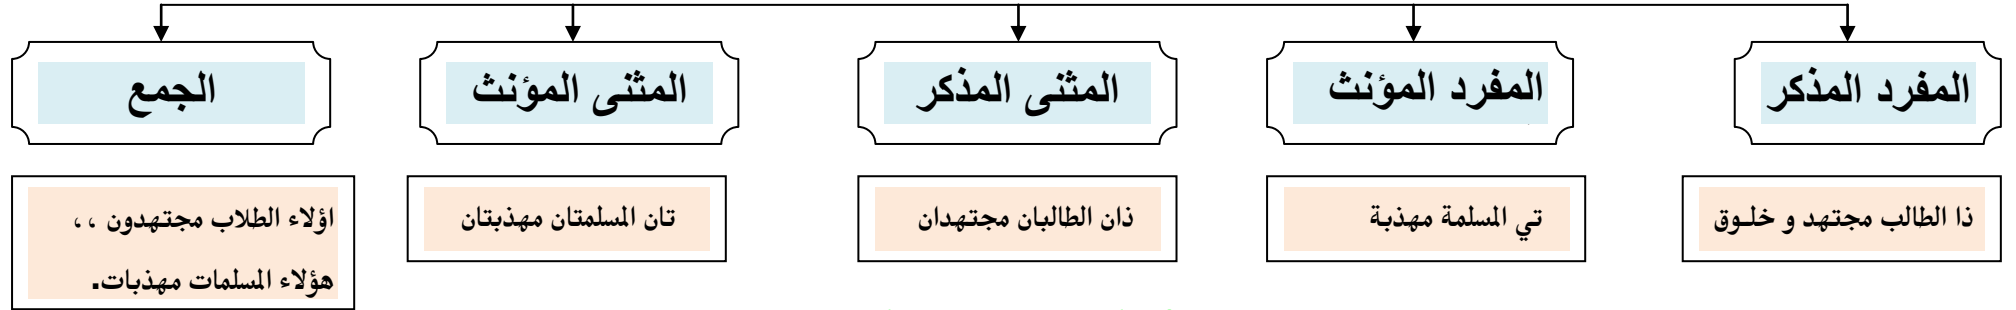 المفرد المذكر
المفرد المؤنث
المثنى المذكر
المثنى المؤنث
الجمع
ذا الطالب مجتهد و خلـوق
تي المسلمة مهذبة
ذان الطالبان مجتهدان
تان المسلمتان مهذبتان
اؤلاء الطلاب مجتهدون ،،
هؤلاء المسلمات مهذبات.